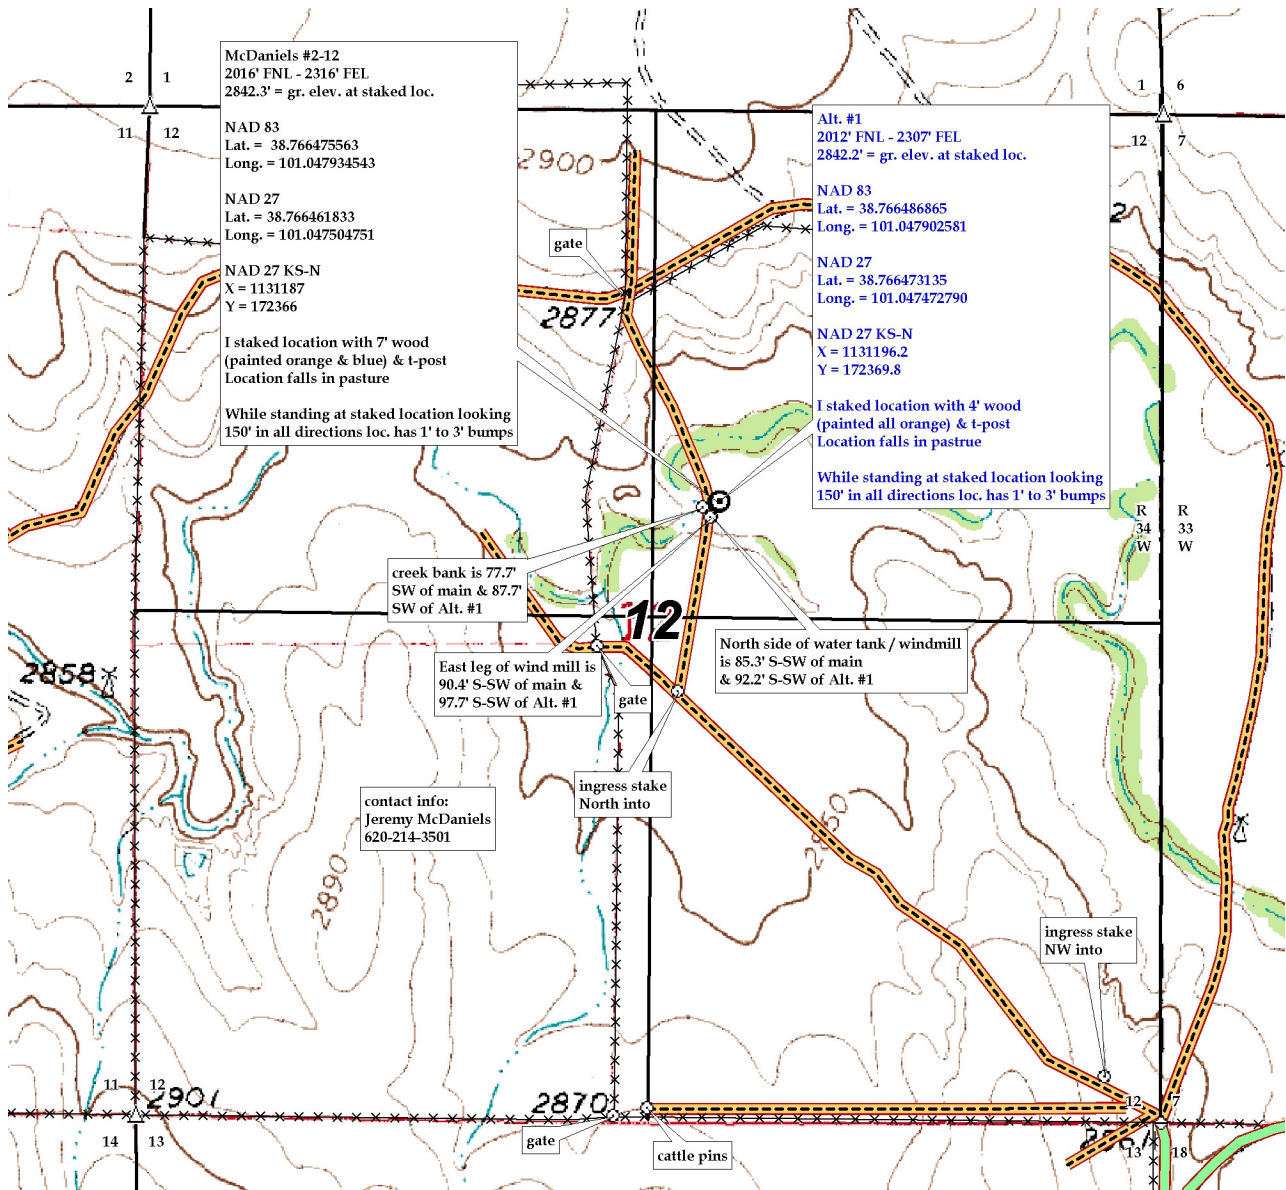 2 1
11 12
McDaniels #2-12
2016' FNL - 2316' FEL
2842.3' = gr. elev. at staked loc.
NAD 83
Lat. = 38.766475563
Long. = 101.047934543
NAD 27
Lat. = 38.766461833
Long. = 101.047504751
NAD 27 KS-N
X = 1131187
Y = 172366
I staked location with 7' wood
(painted orange & blue) & t-post
Location falls in pasture
While standing at staked location looking
150' in all directions loc. has 1' to 3' bumps
2900
gate
2877
Alt. #1
2012' FNL - 2307' FEL
2842.2' = gr. elev. at staked loc.
NAD 83
Lat. = 38.766486865
Long. = 101.047902581
NAD 27
Lat. = 38.766473135
Long. = 101.047472790
NAD 27 KS-N
X = 1131196.2
Y = 172369.8
I staked location with 4' wood
(painted all orange) & t-post
Location falls in pastrue
While standing at staked location looking
150' in all directions loc. has 1' to 3' bumps
1 6
12 7
2
R R
34 33
W W
creek bank is 77.7'
SW of main & 87.7'
SW of Alt. #1
12
East leg of wind mill is
90.4' S-SW of main &
97.7' S-SW of Alt. #1
gate
North side of water tank / windmill
is 85.3' S-SW of main
& 92.2' S-SW of Alt. #1
2858
ingress stake
North into
contact info:
Jeremy McDaniels
620-214-3501
2890
2850
ingress stake
NW into
11 12
2901
14 13
2870
gate
cattle pins
12 7
13 18